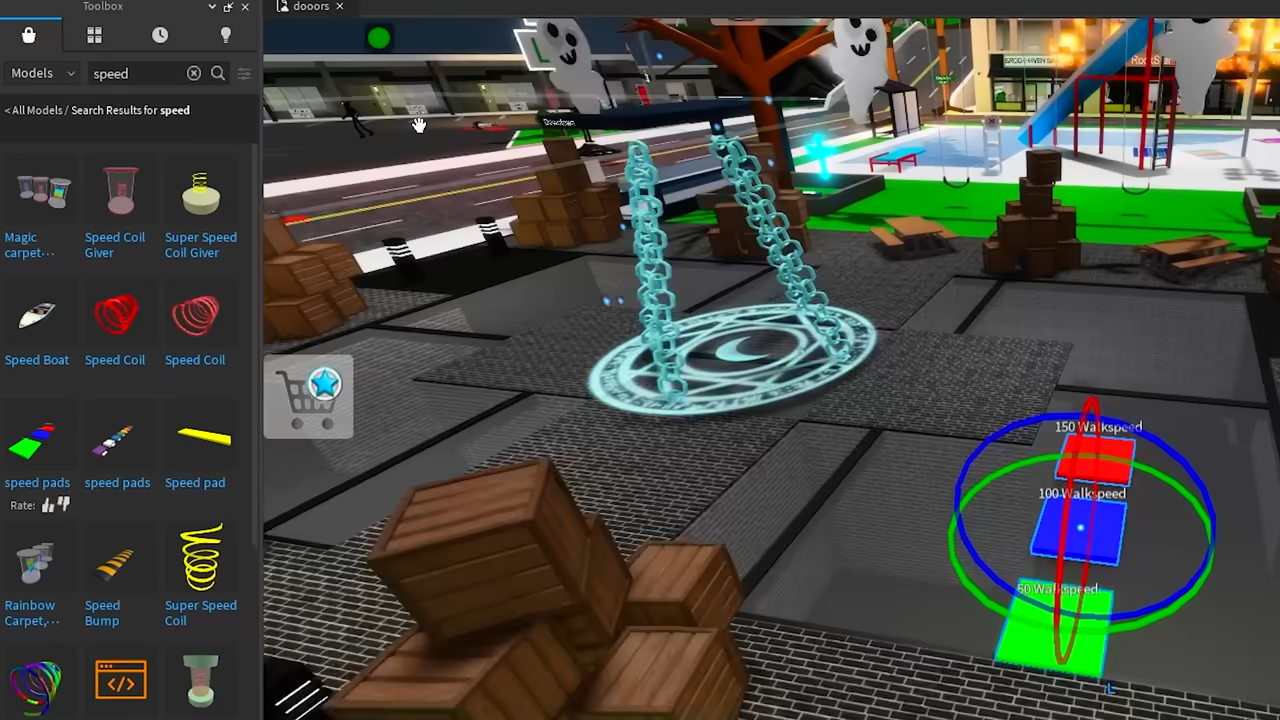 Toolbox
dooors
Models
speed
< All Models / Search Results for speed
Magic carpet...
Speed Coil Giver
Super Speed Coil Giver
Speed Boat
Speed Coil
Speed Coil
speed pads
speed pads
Speed pad
Rate:
Rainbow Carpet,...
Speed Bump
Super Speed Coil
</>
L
BROOKHAVEN
RockStar
150 Walkspeed
100 Walkspeed
50 Walkspeed
L